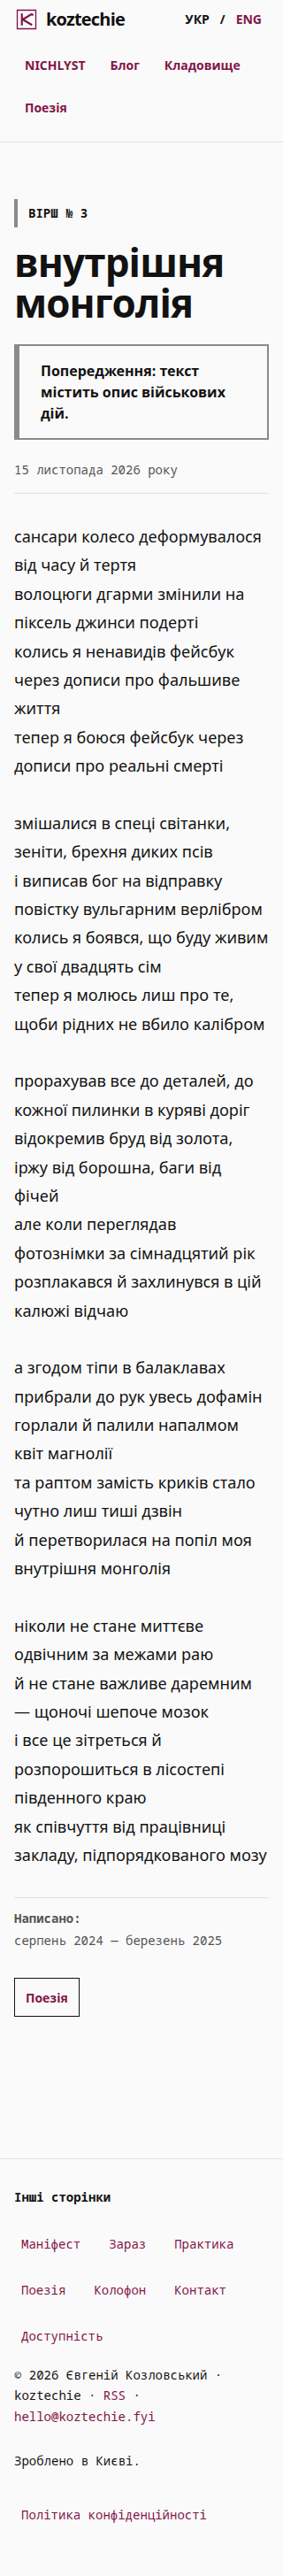 koztechie
УКР / ENG
NICHLYST Блог Кладовище
Поезія
ВІРШ № 3
внутрішня
монголія
Попередження: текст
містить опис військових
дій.
15 листопада 2026 року
сансари колесо деформувалося
від часу й тертя
волоцюги дгарми змінили на
піксель джинси подерті
колись я ненавидів фейсбук
через дописи про фальшиве
життя
тепер я боюся фейсбук через
дописи про реальні смерті
змішалися в спеці світанки,
зеніти, брехня диких псів
і виписав бог на відправку
повістку вульгарним верлібром
колись я боявся, що буду живим
у свої двадцять сім
тепер я молюсь лиш про те,
щоби рідних не вбило калібром
прорахував все до деталей, до
кожної пилинки в куряві доріг
відокремив бруд від золота,
іржу від борошна, баги від
фічей
але коли переглядав
фотознімки за сімнадцятий рік
розплакався й захлинувся в цій
калюжі відчаю
а згодом тіпи в балаклавах
прибрали до рук увесь дофамін
горлали й палили напалмом
квіт магнолії
та раптом замість криків стало
чутно лиш тиші дзвін
й перетворилася на попіл моя
внутрішня монголія
ніколи не стане миттєве
одвічним за межами раю
й не стане важливе даремним
— щоночі шепоче мозок
і все це зітреться й
розпорошиться в лісостепі
південного краю
як співчуття від працівниці
закладу, підпорядкованого мозу
Написано:
серпень 2024 — березень 2025
Поезія
Інші сторінки
Маніфест Зараз Практика
Поезія Колофон Контакт
Доступність
© 2026 Євгеній Козловський ·
koztechie · RSS ·
hello@koztechie.fyi
Зроблено в Києві.
Політика конфіденційності